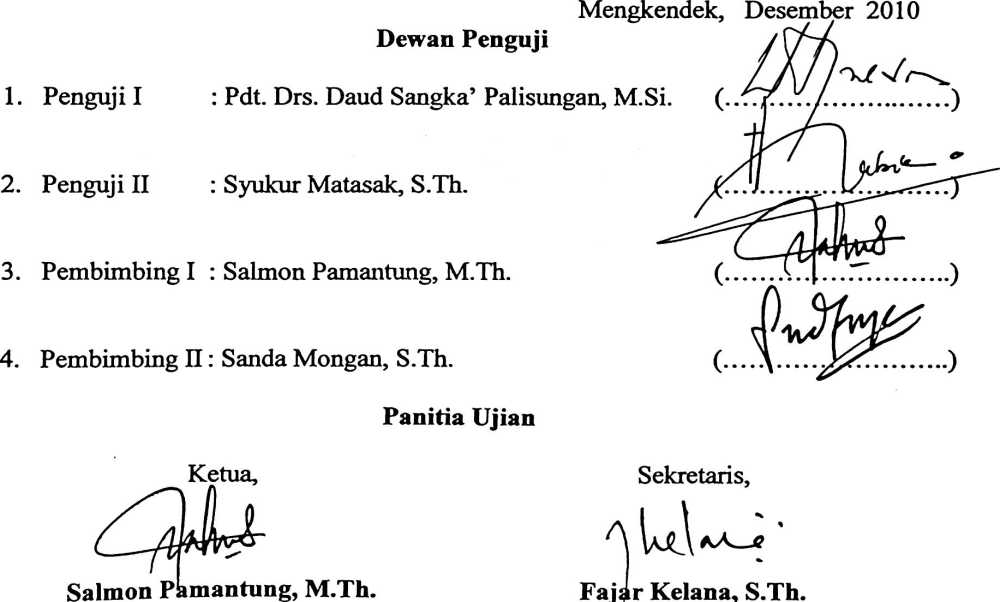 Mengkendek, Desember 2010
Dewan Penguji
1. Penguji I : Pdt. Drs. Daud Sangka’ Palisungan, M.Si. (..............................)
2. Penguji II : Syukur Matasak, S.Th. (..............................)
3. Pembimbing I : Salmon Pamantung, M.Th. (..............................)
4. Pembimbing II : Sanda Mongan, S.Th. (..............................)
Panitia Ujian
Ketua, Sekretaris,
Salmon Pamantung, M.Th. Fajar Kelana, S.Th.